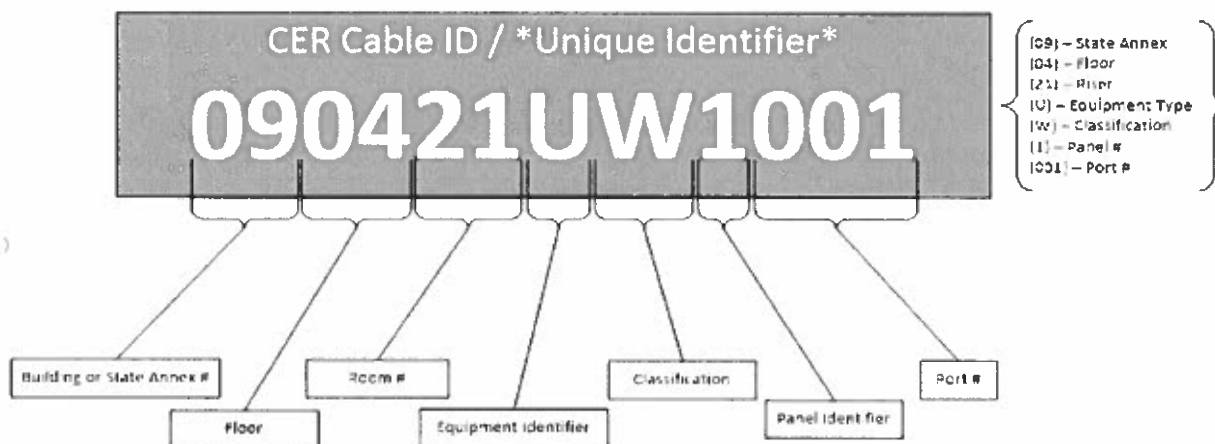 CER Cable ID / *Unique Identifier*
090421UW1001
(09) – State Annex
(04) – Floor
(21) – Riser
(U) – Equipment Type
(W) – Classification
(1) – Panel #
(001) – Port #
Building or State Annex #
Room #
Classification
Port #
Floor
Equipment Identifier
Panel Identifier